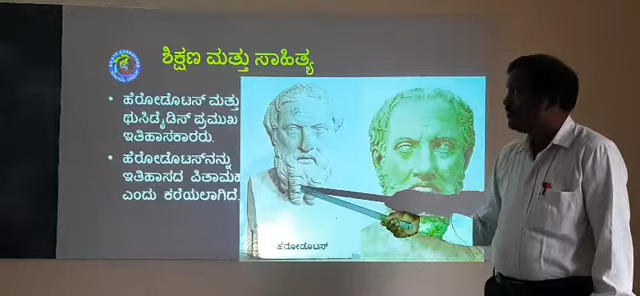 ಶಿಕ್ಷಣ ಮತ್ತು ಸಾಹಿತ್ಯ
• ಹೆರೋಡೊಟಸ್ ಮತ್ತು
ಥುಸಿಡೈಡಿಸ್ ಪ್ರಮುಖ
ಇತಿಹಾಸಕಾರರು.
• ಹೆರೋಡೊಟಸ್‌ನನ್ನು
ಇತಿಹಾಸದ ಪಿತಾಮಹ
ಎಂದು ಕರೆಯಲಾಗಿದೆ.
ಹೆರೋಡೊಟಸ್